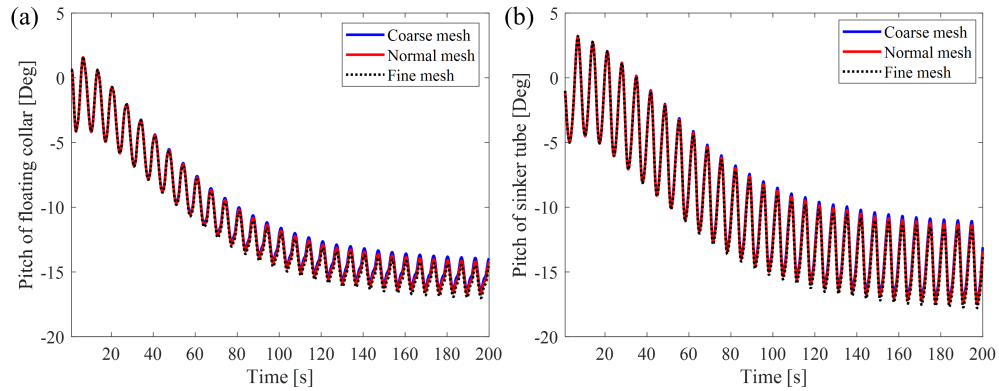 (a)
Pitch of floating collar [Deg]
5
0
-5
-10
-15
-20
Coarse mesh
Normal mesh
Fine mesh
20 40 60 80 100 120 140 160 180 200
Time [s]
(b)
Pitch of sinker tube [Deg]
5
0
-5
-10
-15
-20
Coarse mesh
Normal mesh
Fine mesh
20 40 60 80 100 120 140 160 180 200
Time [s]